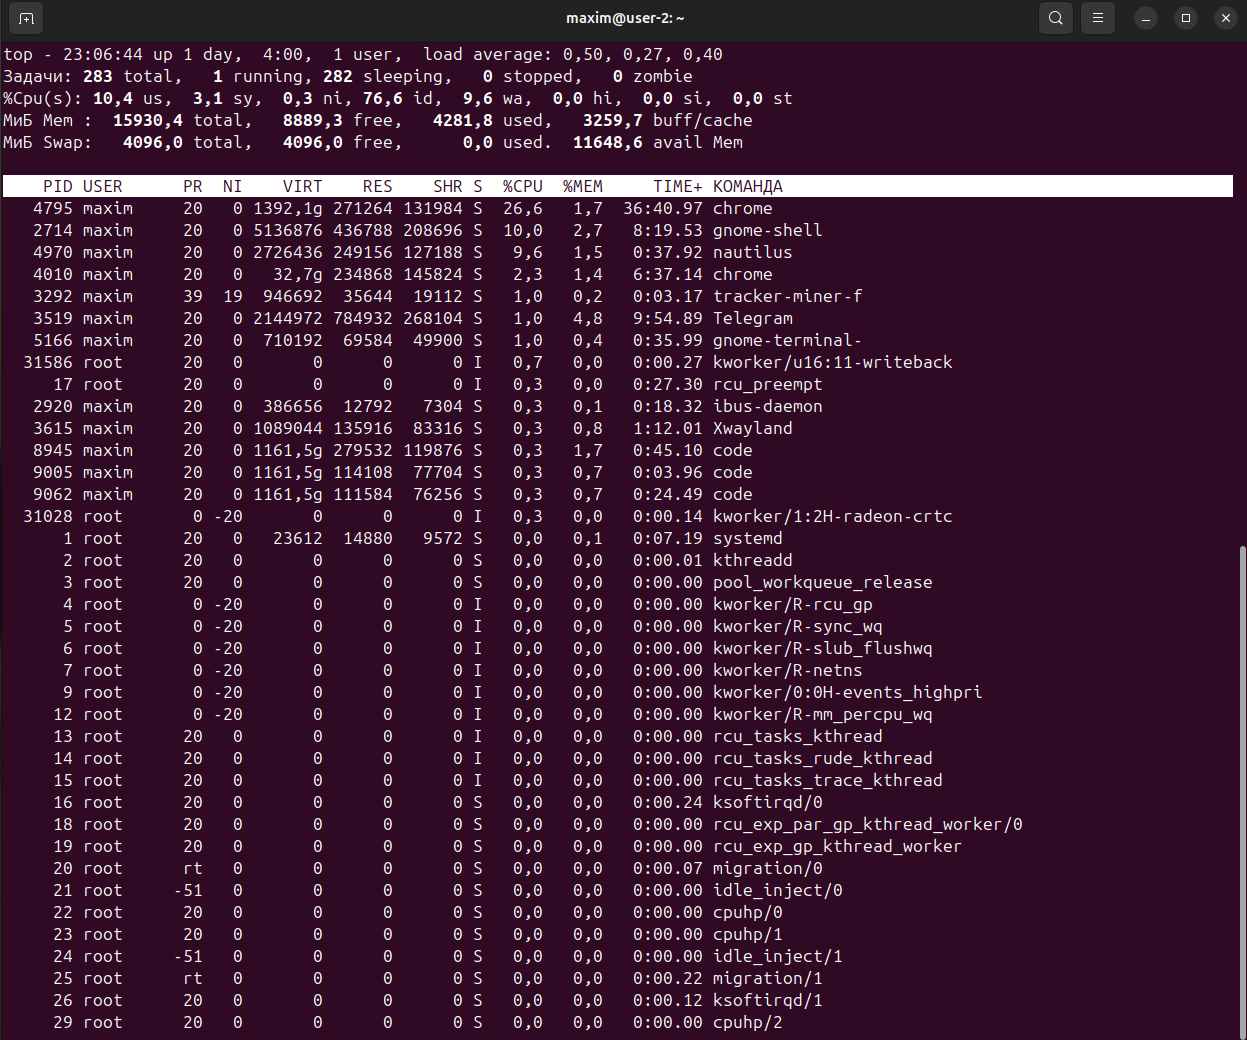 maxim@user-2: ~
top - 23:06:44 up 1 day,  4:00,  1 user,  load average: 0,50, 0,27, 0,40
Задачи: 283 total,   1 running, 282 sleeping,   0 stopped,   0 zombie
%Cpu(s): 10,4 us,  3,1 sy,  0,3 ni, 76,6 id,  9,6 wa,  0,0 hi,  0,0 si,  0,0 st
МиБ Mem :  15930,4 total,   8889,3 free,   4281,8 used,   3259,7 buff/cache
МиБ Swap:   4096,0 total,   4096,0 free,      0,0 used.  11648,6 avail Mem
PID USER      PR  NI    VIRT    RES    SHR S  %CPU  %MEM     TIME+ КОМАНДА
4795 maxim     20   0 1392,1g 271264 131984 S  26,6   1,7  36:40.97 chrome
2714 maxim     20   0 5136876 436788 208696 S  10,0   2,7   8:19.53 gnome-shell
4970 maxim     20   0 2726436 249156 127188 S   9,6   1,5   0:37.92 nautilus
4010 maxim     20   0   32,7g 234868 145824 S   2,3   1,4   6:37.14 chrome
3292 maxim     39  19  946692  35644  19112 S   1,0   0,2   0:03.17 tracker-miner-f
3519 maxim     20   0 2144972 784932 268104 S   1,0   4,8   9:54.89 Telegram
5166 maxim     20   0  710192  69584  49900 S   1,0   0,4   0:35.99 gnome-terminal-
31586 root      20   0       0      0      0 I   0,7   0,0   0:00.27 kworker/u16:11-writeback
17 root      20   0       0      0      0 I   0,3   0,0   0:27.30 rcu_preempt
2920 maxim     20   0  386656  12792   7304 S   0,3   0,1   0:18.32 ibus-daemon
3615 maxim     20   0 1089044 135916  83316 S   0,3   0,8   1:12.01 Xwayland
8945 maxim     20   0 1161,5g 279532 119876 S   0,3   1,7   0:45.10 code
9005 maxim     20   0 1161,5g 114108  77704 S   0,3   0,7   0:03.96 code
9062 maxim     20   0 1161,5g 111584  76256 S   0,3   0,7   0:24.49 code
31028 root       0 -20       0      0      0 I   0,3   0,0   0:00.14 kworker/1:2H-radeon-crtc
1 root      20   0   23612  14880   9572 S   0,0   0,1   0:07.19 systemd
2 root      20   0       0      0      0 S   0,0   0,0   0:00.01 kthreadd
3 root      20   0       0      0      0 S   0,0   0,0   0:00.00 pool_workqueue_release
4 root       0 -20       0      0      0 I   0,0   0,0   0:00.00 kworker/R-rcu_gp
5 root       0 -20       0      0      0 I   0,0   0,0   0:00.00 kworker/R-sync_wq
6 root       0 -20       0      0      0 I   0,0   0,0   0:00.00 kworker/R-slub_flushwq
7 root       0 -20       0      0      0 I   0,0   0,0   0:00.00 kworker/R-netns
9 root       0 -20       0      0      0 I   0,0   0,0   0:00.00 kworker/0:0H-events_highpri
12 root       0 -20       0      0      0 I   0,0   0,0   0:00.00 kworker/R-mm_percpu_wq
13 root      20   0       0      0      0 I   0,0   0,0   0:00.00 rcu_tasks_kthread
14 root      20   0       0      0      0 I   0,0   0,0   0:00.00 rcu_tasks_rude_kthread
15 root      20   0       0      0      0 I   0,0   0,0   0:00.00 rcu_tasks_trace_kthread
16 root      20   0       0      0      0 S   0,0   0,0   0:00.24 ksoftirqd/0
18 root      20   0       0      0      0 S   0,0   0,0   0:00.00 rcu_exp_par_gp_kthread_worker/0
19 root      20   0       0      0      0 S   0,0   0,0   0:00.00 rcu_exp_gp_kthread_worker
20 root      rt   0       0      0      0 S   0,0   0,0   0:00.07 migration/0
21 root     -51   0       0      0      0 S   0,0   0,0   0:00.00 idle_inject/0
22 root      20   0       0      0      0 S   0,0   0,0   0:00.00 cpuhp/0
23 root      20   0       0      0      0 S   0,0   0,0   0:00.00 cpuhp/1
24 root     -51   0       0      0      0 S   0,0   0,0   0:00.00 idle_inject/1
25 root      rt   0       0      0      0 S   0,0   0,0   0:00.22 migration/1
26 root      20   0       0      0      0 S   0,0   0,0   0:00.12 ksoftirqd/1
29 root      20   0       0      0      0 S   0,0   0,0   0:00.00 cpuhp/2